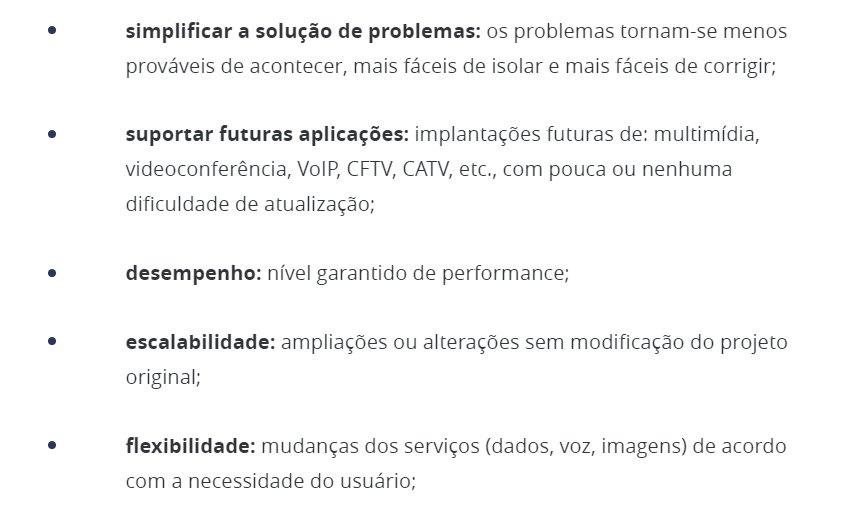 • simplificar a solução de problemas: os problemas tornam-se menos
prováveis de acontecer, mais fáceis de isolar e mais fáceis de corrigir;
• suportar futuras aplicações: implantações futuras de: multimídia,
videoconferência, VoIP, CFTV, CATV, etc., com pouca ou nenhuma
dificuldade de atualização;
• desempenho: nível garantido de performance;
• escalabilidade: ampliações ou alterações sem modificação do projeto
original;
• flexibilidade: mudanças dos serviços (dados, voz, imagens) de acordo
com a necessidade do usuário;